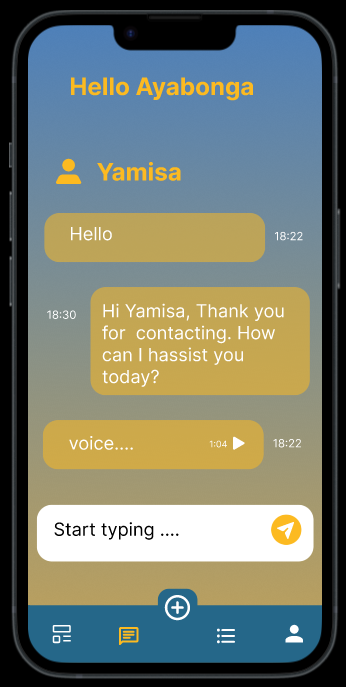 Hello Ayabonga
Yamisa
Hello
18:22
18:30
Hi Yamisa, Thank you
for contacting. How
can I hassist you
today?
voice....
1:04
18:22
Start typing ....